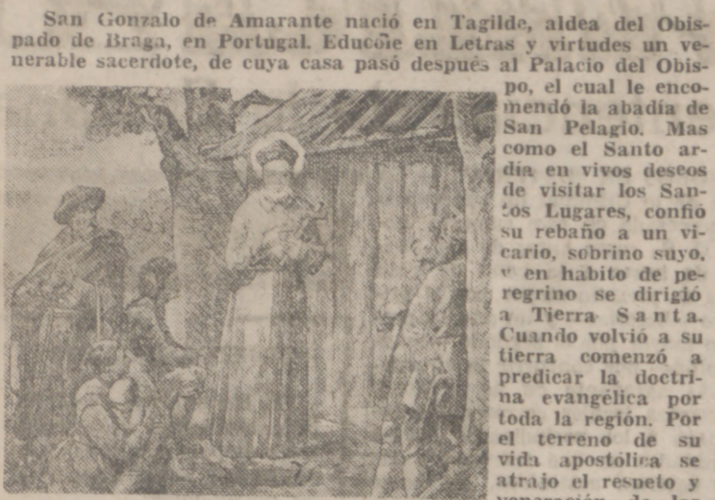 San Gonzalo de Amarante nació en Tagilde, aldea del Obis-
pado de Braga, en Portugal. Educóle en Letras y virtudes un ve-
nerable sacerdote, de cuya casa pasó después al Palacio del Obis-
po, el cual le enco-
mendó la abadía de
San Pelagio. Mas
como el Santo ar-
día en vivos deseos
de visitar los San-
tos Lugares, confió
su rebaño a un vi-
cario, sobrino suyo,
y en habito de pe-
regrino se dirigió
a Tierra Santa.
Cuando volvió a su
tierra comenzó a
predicar la doctri-
na evangélica por
toda la región. Por
el terreno de su
vida apostólica se
atrajo el respeto y